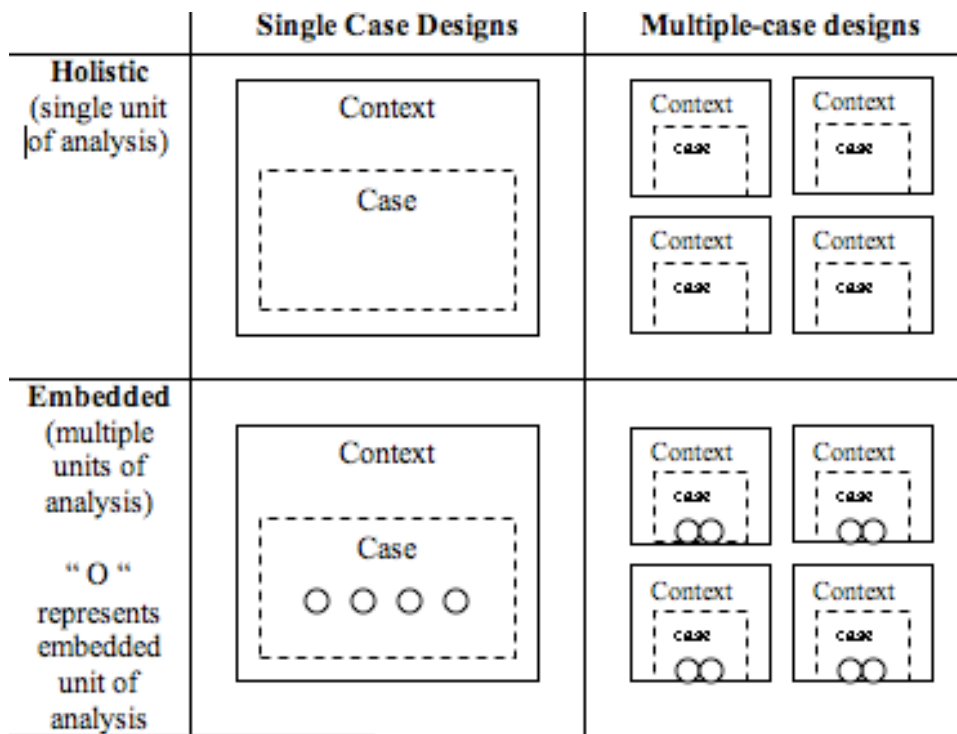 Single Case Designs
Multiple-case designs
Holistic
(single unit
of analysis)
Context
Case
Context
case
Context
case
Context
case
Context
case
Embedded
(multiple
units of
analysis)
“ O “
represents
embedded
unit of
analysis
Context
Case
Context
case
Context
case
Context
case
Context
case